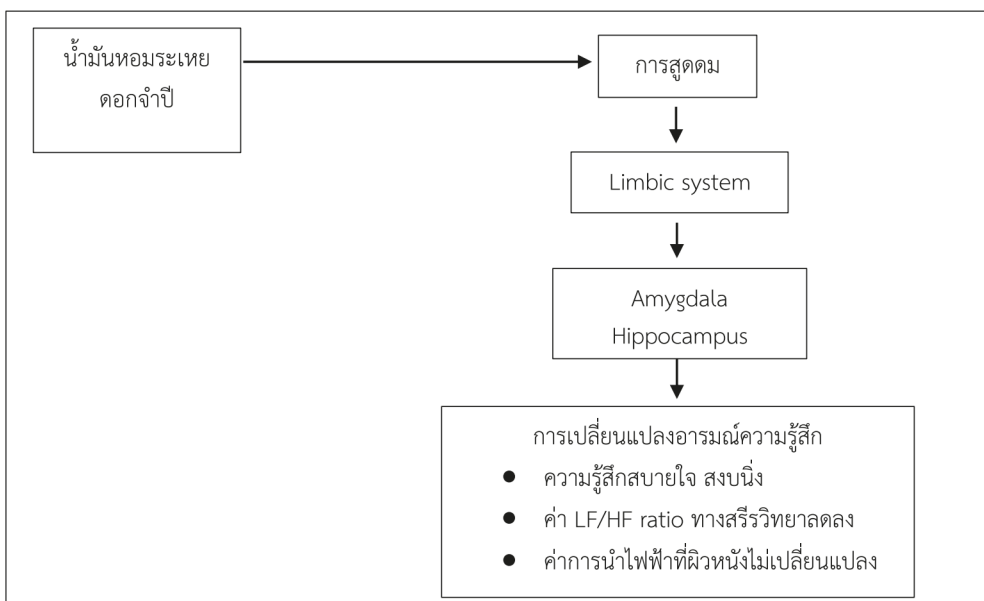 น้ำมันหอมระเหย
ดอกจำปี
การสูดดม
Limbic system
Amygdala
Hippocampus
การเปลี่ยนแปลงอารมณ์ความรู้สึก
● ความรู้สึกสบายใจ สงบนิ่ง
● ค่า LF/HF ratio ทางสรีรวิทยาลดลง
● ค่าการนำไฟฟ้าที่ผิวหนังไม่เปลี่ยนแปลง